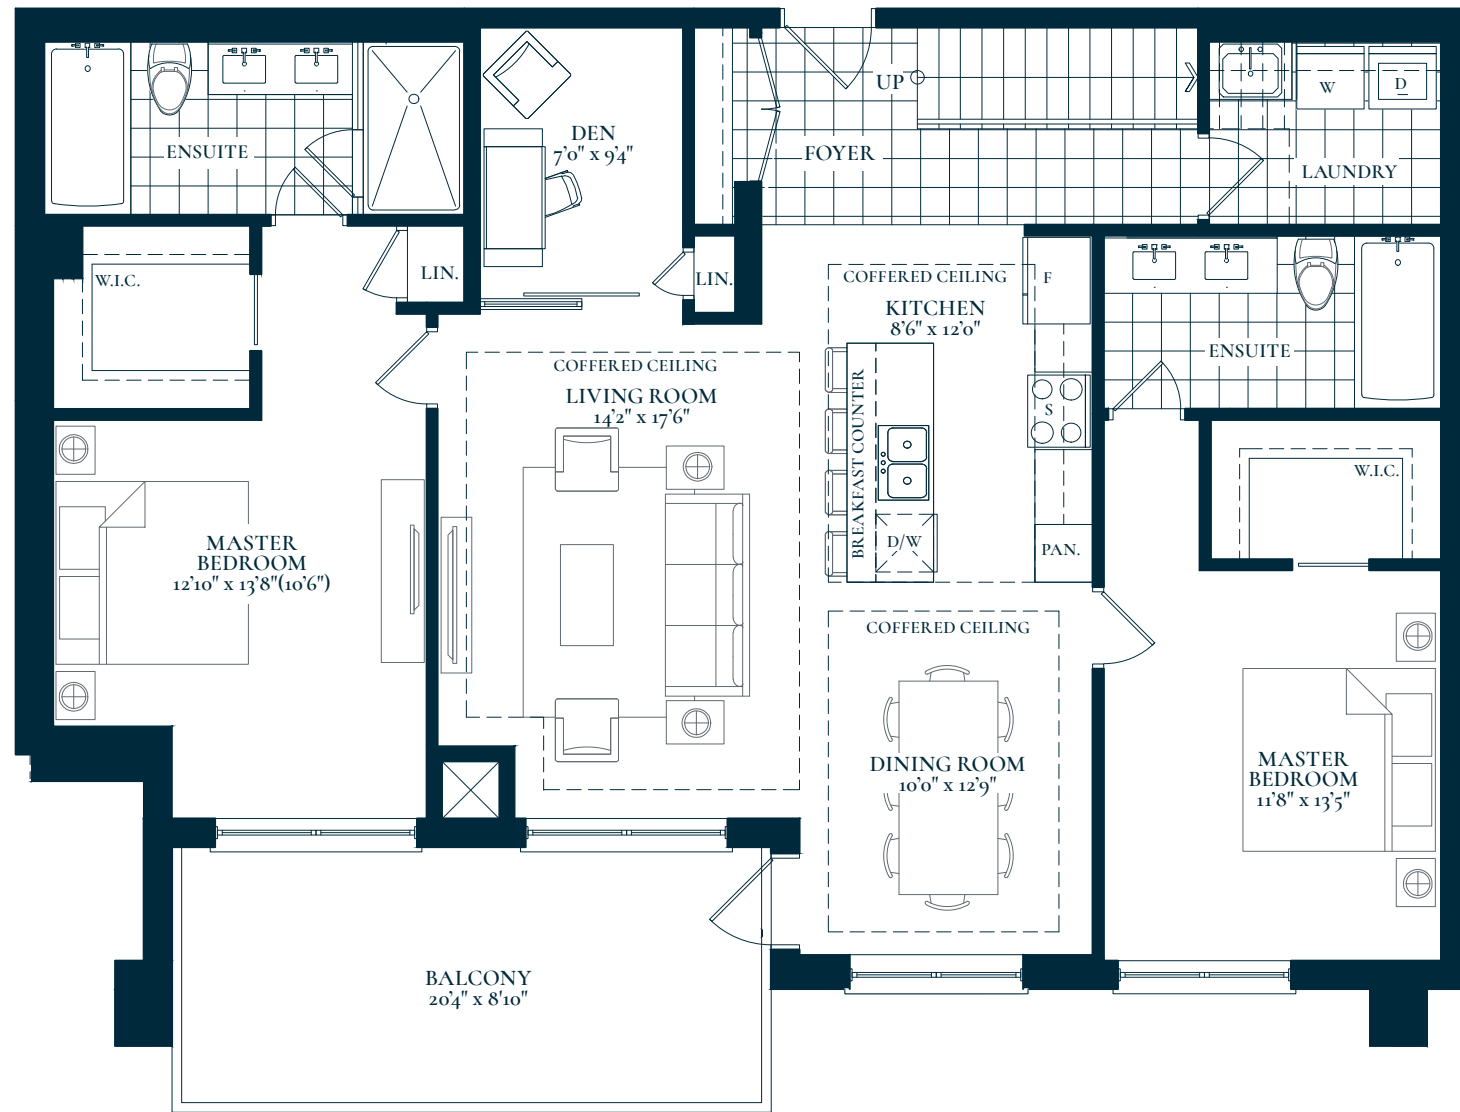 ENSUITE
DEN
7'0" x 9'4"
UP
FOYER
W
D
LAUNDRY
W.I.C.
LIN.
LIN.
COFFERED CEILING
KITCHEN
8'6" x 12'0"
F
ENSUITE
COFFERED CEILING
LIVING ROOM
14'2" x 17'6"
BREAKFAST COUNTER
S
D/W
PAN.
W.I.C.
MASTER
BEDROOM
12'10" x 13'8"(10'6")
COFFERED CEILING
DINING ROOM
10'0" x 12'9"
MASTER
BEDROOM
11'8" x 13'5"
BALCONY
20'4" x 8'10"